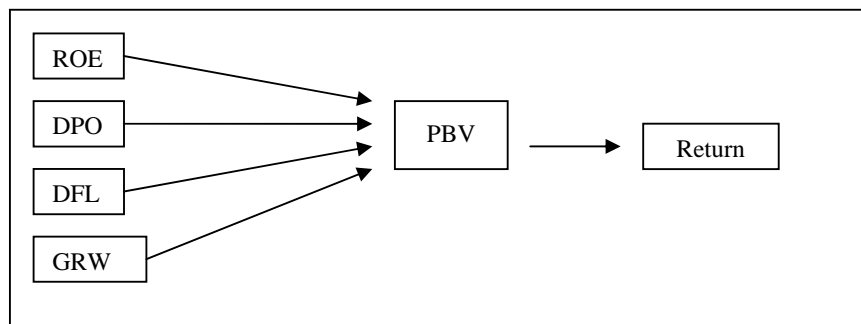 ROE
DPO
DFL
GRW
PBV
Return